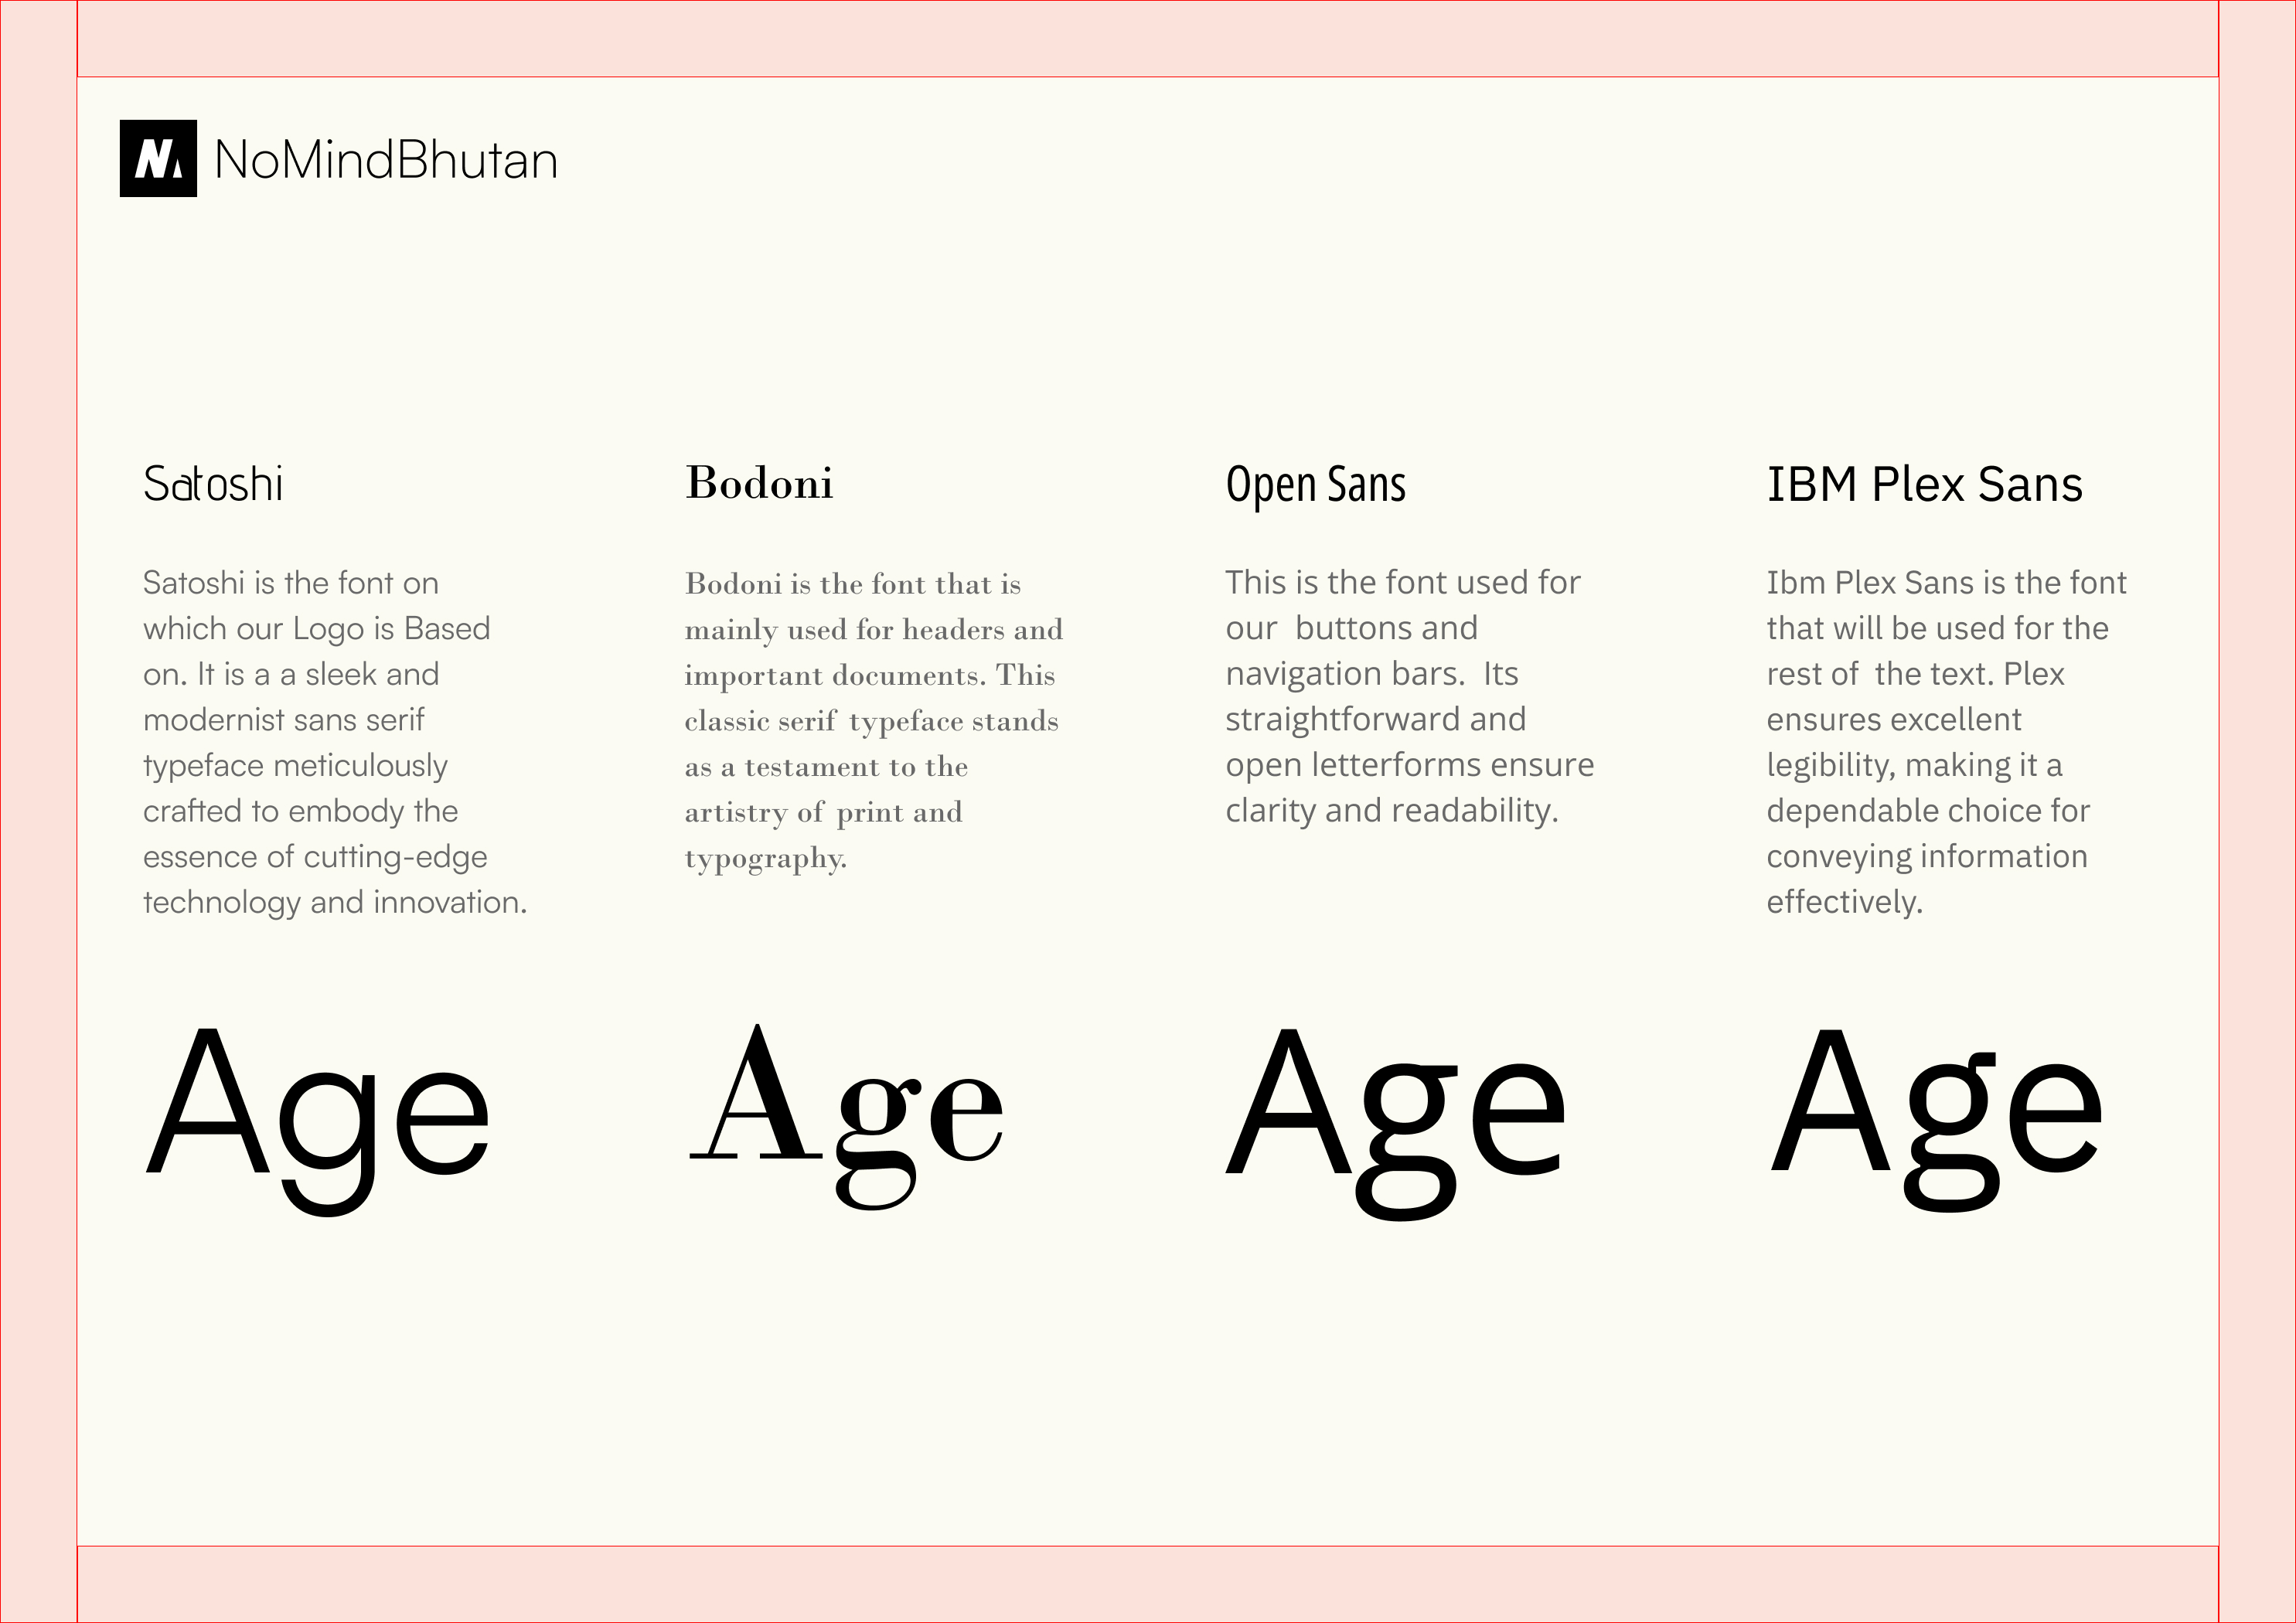 NoMindBhutan
Satoshi
Satoshi is the font on
which our Logo is Based
on. It is a a sleek and
modernist sans serif
typeface meticulously
crafted to embody the
essence of cutting-edge
technology and innovation.
Age
Bodoni
Bodoni is the font that is
mainly used for headers and
important documents. This
classic serif typeface stands
as a testament to the
artistry of print and
typography.
Age
Open Sans
This is the font used for
our  buttons and
navigation bars.  Its
straightforward and
open letterforms ensure
clarity and readability.
Age
IBM Plex Sans
Ibm Plex Sans is the font
that will be used for the
rest of  the text. Plex
ensures excellent
legibility, making it a
dependable choice for
conveying information
effectively.
Age